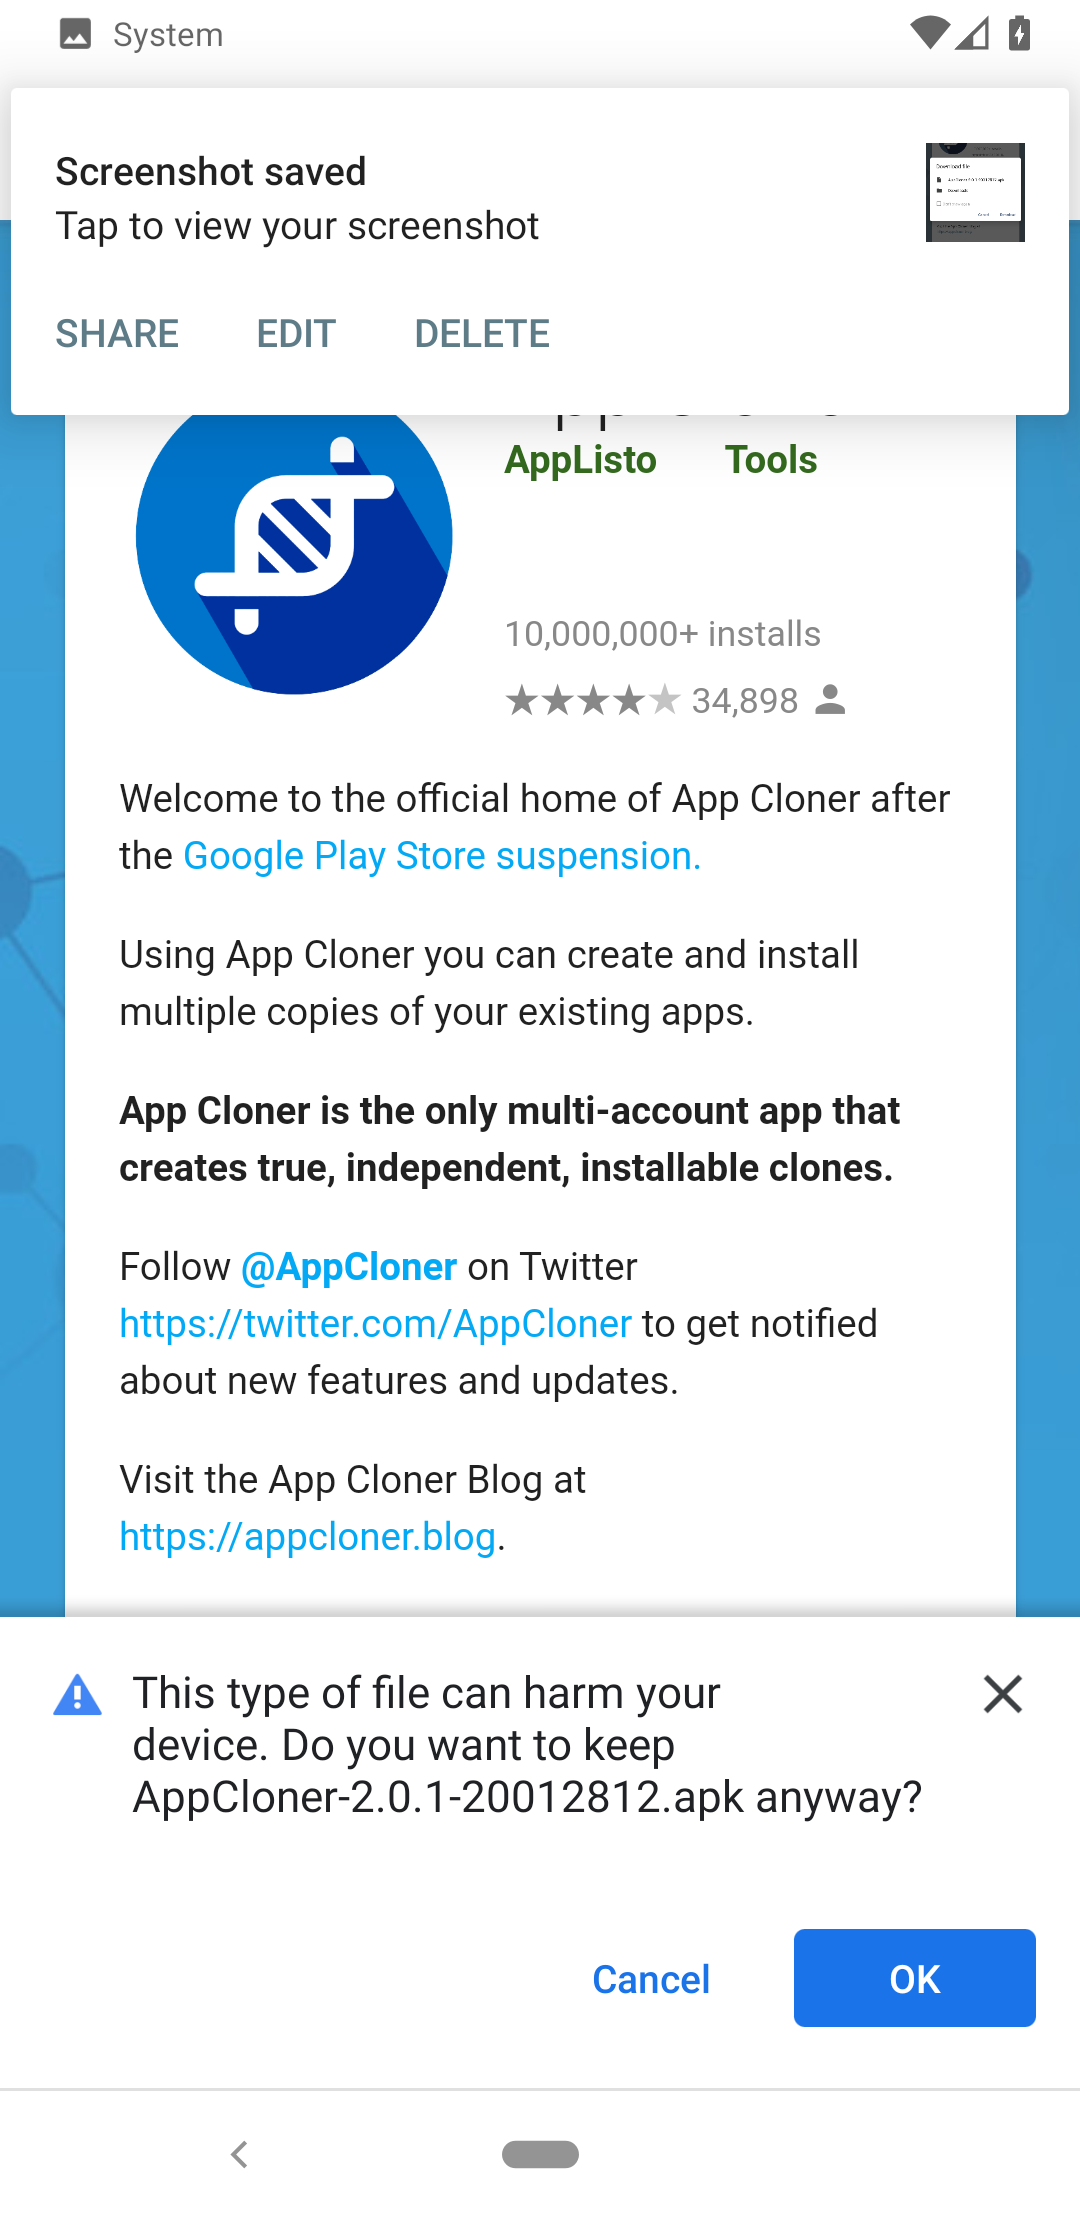 System
Screenshot saved
Tap to view your screenshot
SHARE EDIT DELETE
AppListo Tools
10,000,000+ installs
34,898
Welcome to the official home of App Cloner after
the Google Play Store suspension.
Using App Cloner you can create and install
multiple copies of your existing apps.
App Cloner is the only multi-account app that
creates true, independent, installable clones.
Follow @AppCloner on Twitter
https://twitter.com/AppCloner to get notified
about new features and updates.
Visit the App Cloner Blog at
https://appcloner.blog.
This type of file can harm your
device. Do you want to keep
AppCloner-2.0.1-20012812.apk anyway?
Cancel OK